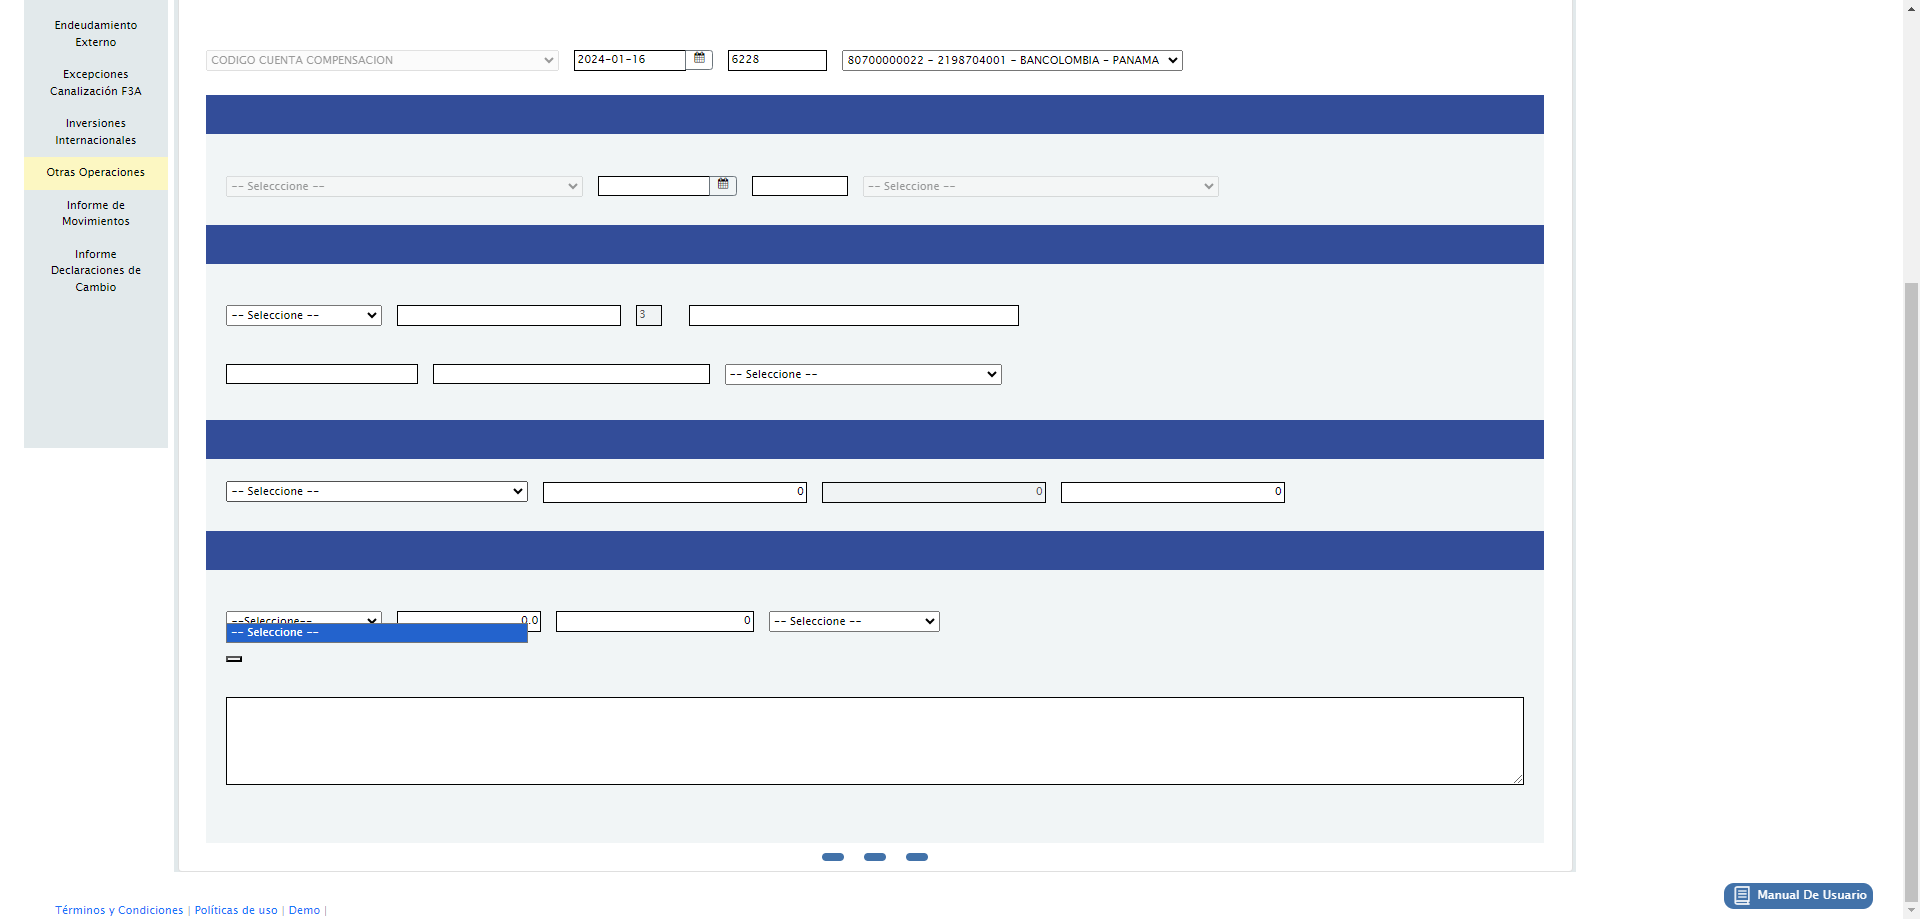 Endeudamiento
Externo
Excepciones
Canalización F3A
Inversiones
Internacionales
Otras Operaciones
Informe de
Movimientos
Informe
Declaraciones de
Cambio
CODIGO CUENTA COMPENSACION
2024-01-16
6228
80700000022 - 2198704001 - BANCOLOMBIA - PANAMA
-- Selecccione --
-- Seleccione --
-- Seleccione --
3
-- Seleccione --
-- Seleccione --
0
0
0
--Seleccione--
0.0
0
-- Seleccione --
-- Seleccione --
Manual De Usuario
Términos y Condiciones | Políticas de uso | Demo |